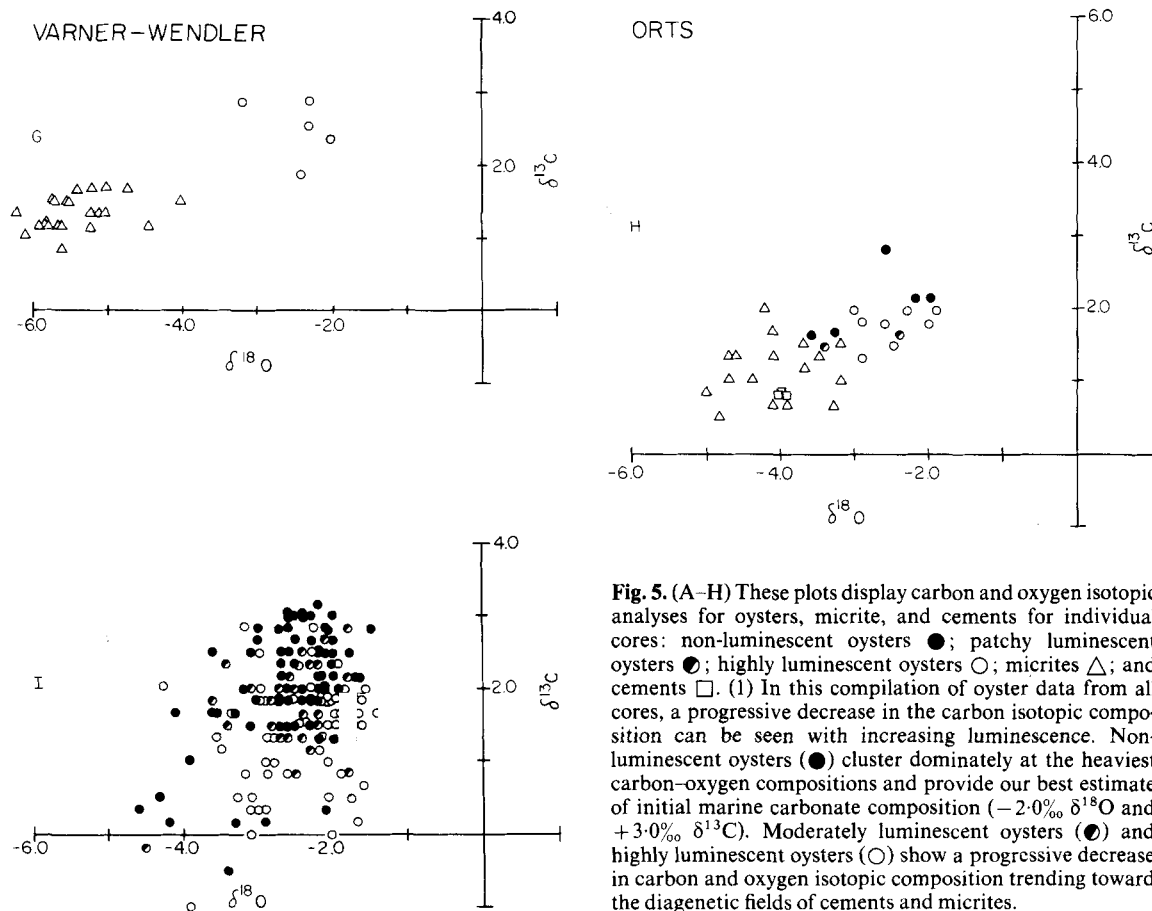 VARNER-WENDLER
4.0
G
2.0
δ¹³C
-6.0
-4.0
-2.0
δ¹⁸O
ORTS
6.0
4.0
H
δ¹³C
2.0
-6.0
-4.0
-2.0
δ¹⁸O
4.0
I
2.0
δ¹³C
-6.0
-4.0
-2.0
δ¹⁸O
Fig. 5. (A–H) These plots display carbon and oxygen isotopic
analyses for oysters, micrite, and cements for individual
cores: non-luminescent oysters ●; patchy luminescent
oysters ◐; highly luminescent oysters ○; micrites △; and
cements □. (1) In this compilation of oyster data from all
cores, a progressive decrease in the carbon isotopic compo-
sition can be seen with increasing luminescence. Non-
luminescent oysters (●) cluster dominately at the heaviest
carbon–oxygen compositions and provide our best estimate
of initial marine carbonate composition (−2·0‰ δ¹⁸O and
+3·0‰ δ¹³C). Moderately luminescent oysters (◐) and
highly luminescent oysters (○) show a progressive decrease
in carbon and oxygen isotopic composition trending toward
the diagenetic fields of cements and micrites.